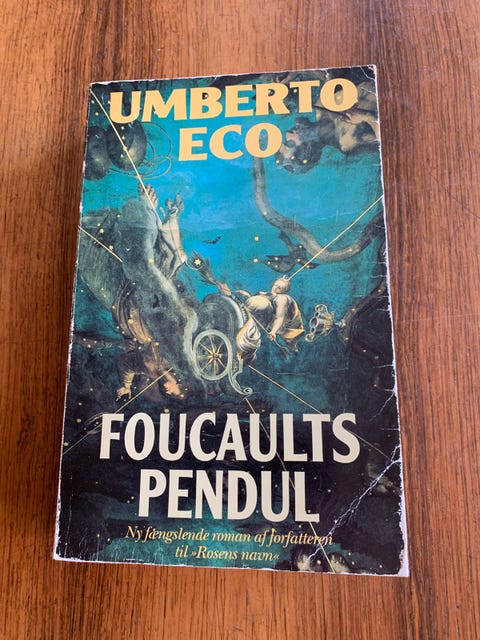 UMBERTO
ECO
FOUCAULTS
PENDUL
Ny fængslende roman af forfatteren
til »Rosens navn«